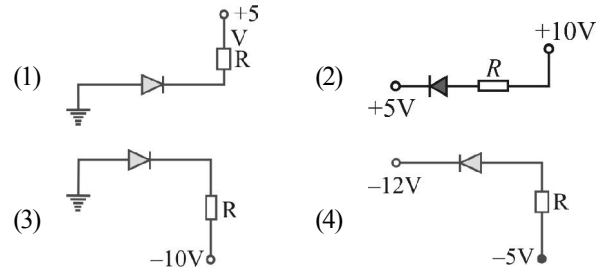 (1)
+5
V
R
(2)
+10V
R
+5V
(3)
R
–10V
(4)
–12V
R
–5V